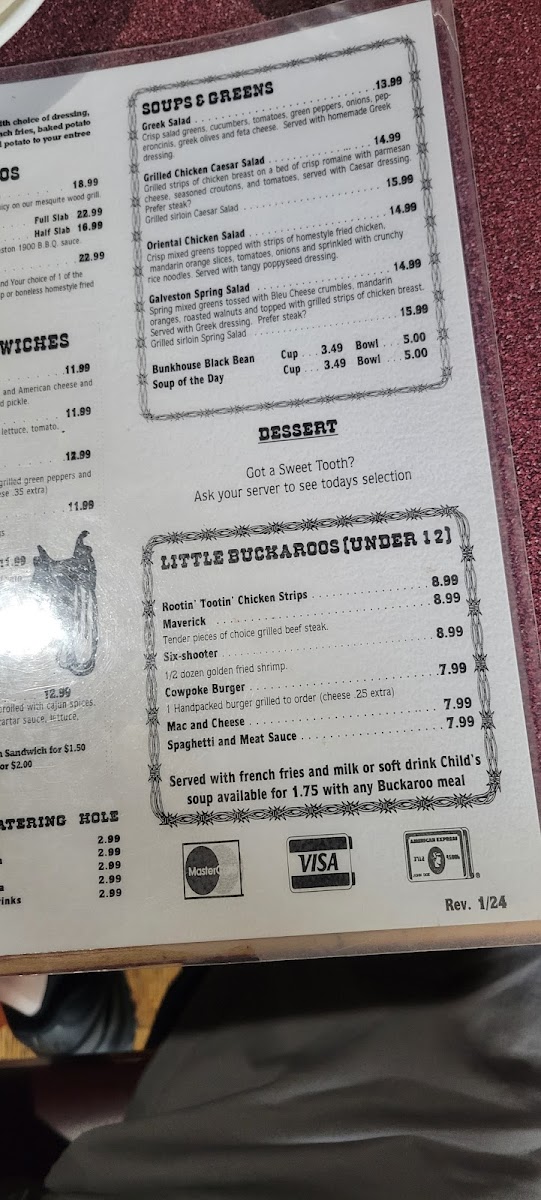 ith choice of dressing,
nch fries, baked potato
l potato to your entree
OS
18.99
icy on our mesquite wood grill.
Full Slab 22.99
Half Slab 16.99
ston 1900 B.B.Q. sauce.
22.99
nd Your choice of 1 of the
p or boneless homestyle fried
WICHES
11.99
and American cheese and
d pickle.
11.99
lettuce, tomato,
12.99
grilled green peppers and
se .35 extra)
11.99
11.99
12.99
broiled with cajun spices.
artar sauce, lettuce,
Sandwich for $1.50
or $2.00
ATERING HOLE
2.99
2.99
2.99
2.99
rinks 2.99
SOUPS & GREENS
Greek Salad 13.99
Crisp salad greens, cucumbers, tomatoes, green peppers, onions, pep-
eroncinis, greek olives and feta cheese. Served with homemade Greek
dressing.
Grilled Chicken Caesar Salad 14.99
Grilled strips of chicken breast on a bed of crisp romaine with parmesan
cheese, seasoned croutons, and tomatoes, served with Caesar dressing.
Prefer steak?
Grilled sirloin Caesar Salad 15.99
Oriental Chicken Salad 14.99
Crisp mixed greens topped with strips of homestyle fried chicken,
mandarin orange slices, tomatoes, onions and sprinkled with crunchy
rice noodles. Served with tangy poppyseed dressing.
Galveston Spring Salad 14.99
Spring mixed greens tossed with Bleu Cheese crumbles, mandarin
oranges, roasted walnuts and topped with grilled strips of chicken breast.
Served with Greek dressing. Prefer steak?
Grilled sirloin Spring Salad 15.99
Bunkhouse Black Bean Cup 3.49 Bowl 5.00
Soup of the Day Cup 3.49 Bowl 5.00
DESSERT
Got a Sweet Tooth?
Ask your server to see todays selection
LITTLE BUCKAROOS (UNDER 12)
Rootin' Tootin' Chicken Strips 8.99
Maverick 8.99
Tender pieces of choice grilled beef steak.
Six-shooter 8.99
1/2 dozen golden fried shrimp.
Cowpoke Burger 7.99
1 Handpacked burger grilled to order (cheese .25 extra)
Mac and Cheese 7.99
Spaghetti and Meat Sauce 7.99
Served with french fries and milk or soft drink Child's
soup available for 1.75 with any Buckaroo meal
MasterC
VISA
AMERICAN EXPRESS
Rev. 1/24